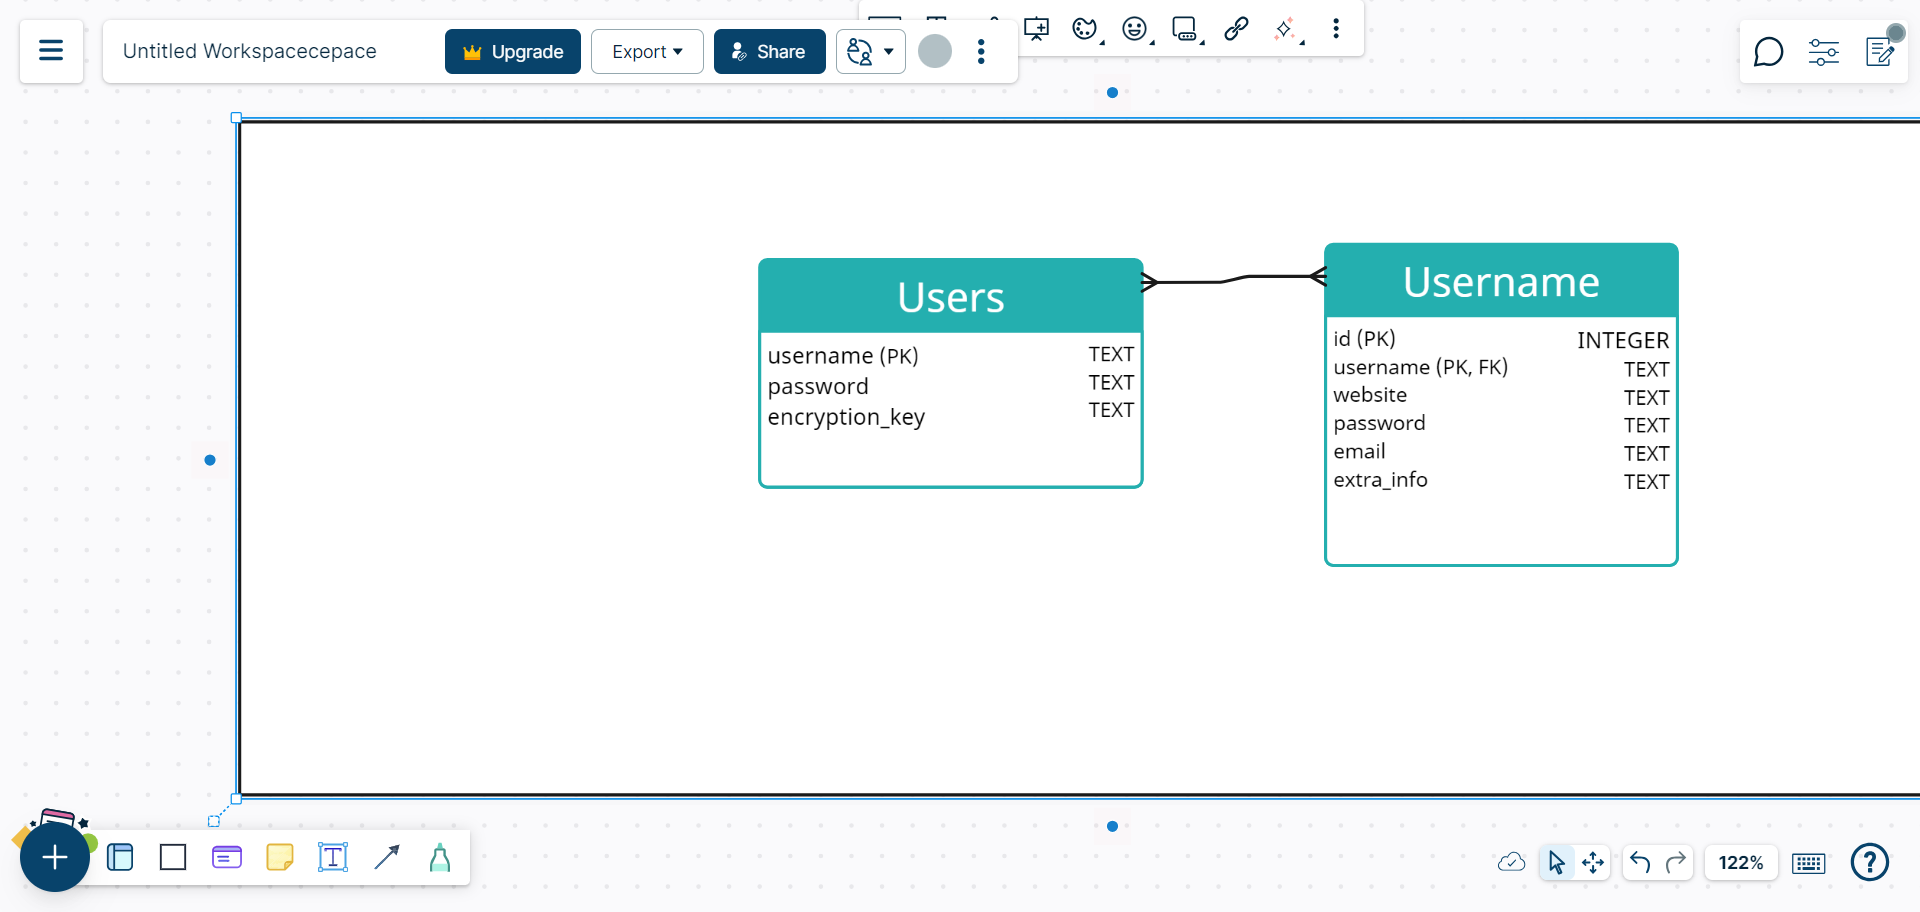 Untitled Workspacecepace
Upgrade
Export
Share
Users
username (PK) TEXT
password TEXT
encryption_key TEXT
Username
id (PK) INTEGER
username (PK, FK) TEXT
website TEXT
password TEXT
email TEXT
extra_info TEXT
T
122%
?